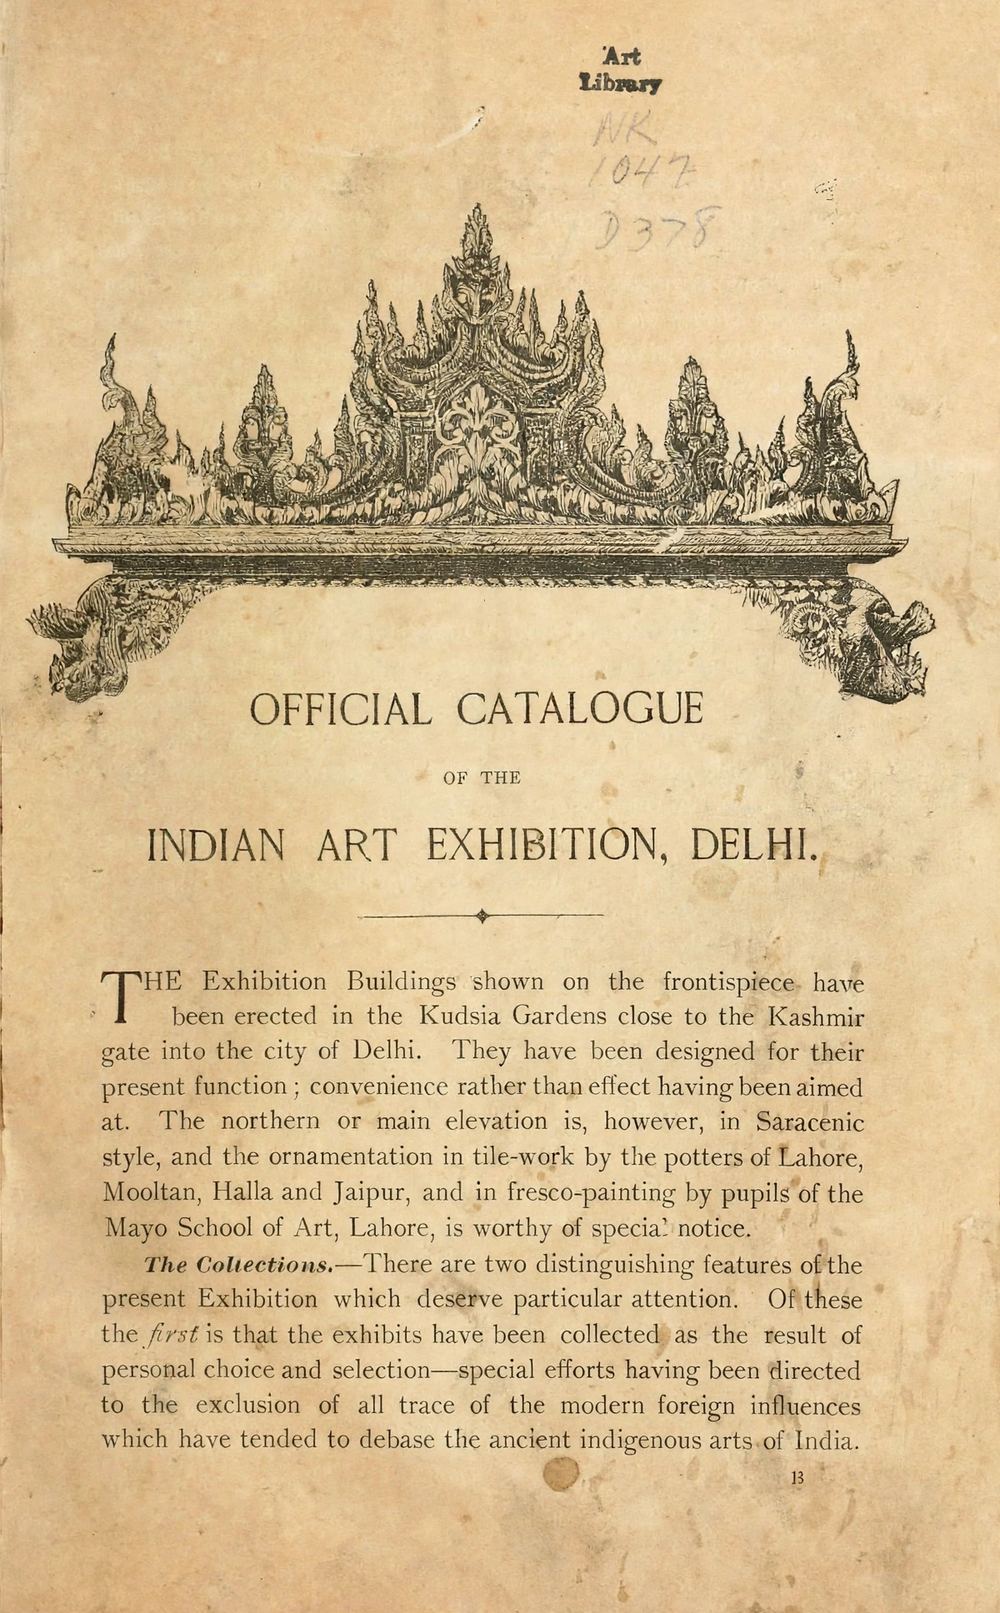 Art
Library
NK
1047
D378
OFFICIAL CATALOGUE
OF THE
INDIAN ART EXHIBITION, DELHI.
THE Exhibition Buildings shown on the frontispiece have
been erected in the Kudsia Gardens close to the Kashmir
gate into the city of Delhi. They have been designed for their
present function ; convenience rather than effect having been aimed
at. The northern or main elevation is, however, in Saracenic
style, and the ornamentation in tile-work by the potters of Lahore,
Mooltan, Halla and Jaipur, and in fresco-painting by pupils of the
Mayo School of Art, Lahore, is worthy of special notice.
The Collections.—There are two distinguishing features of the
present Exhibition which deserve particular attention. Of these
the first is that the exhibits have been collected as the result of
personal choice and selection—special efforts having been directed
to the exclusion of all trace of the modern foreign influences
which have tended to debase the ancient indigenous arts of India.
13